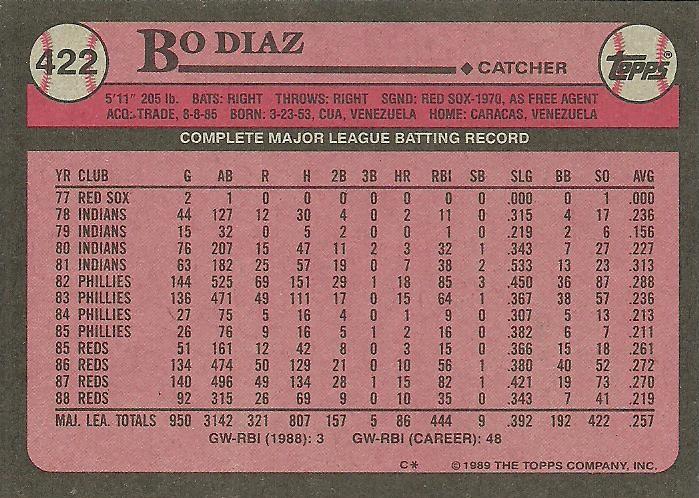 422
BO DIAZ
CATCHER
TOPPS®
5'11" 205 lb. BATS: RIGHT THROWS: RIGHT SGND: RED SOX-1970, AS FREE AGENT
ACQ: TRADE, 8-8-85 BORN: 3-23-53, CUA, VENEZUELA HOME: CARACAS, VENEZUELA
COMPLETE MAJOR LEAGUE BATTING RECORD
YR CLUB G AB R H 2B 3B HR RBI SB SLG BB SO AVG
77 RED SOX 2 1 0 0 0 0 0 0 0 .000 0 1 .000
78 INDIANS 44 127 12 30 4 0 2 11 0 .315 4 17 .236
79 INDIANS 15 32 0 5 2 0 0 1 0 .219 2 6 .156
80 INDIANS 76 207 15 47 11 2 3 32 1 .343 7 27 .227
81 INDIANS 63 182 25 57 19 0 7 38 2 .533 13 23 .313
82 PHILLIES 144 525 69 151 29 1 18 85 3 .450 36 87 .288
83 PHILLIES 136 471 49 111 17 0 15 64 1 .367 38 57 .236
84 PHILLIES 27 75 5 16 4 0 1 9 0 .307 5 13 .213
85 PHILLIES 26 76 9 16 5 1 2 16 0 .382 6 7 .211
85 REDS 51 161 12 42 8 0 3 15 0 .366 15 18 .261
86 REDS 134 474 50 129 21 0 10 56 1 .380 40 52 .272
87 REDS 140 496 49 134 28 1 15 82 1 .421 19 73 .270
88 REDS 92 315 26 69 9 0 10 35 0 .343 7 41 .219
MAJ. LEA. TOTALS 950 3142 321 807 157 5 86 444 9 .392 192 422 .257
GW-RBI (1988): 3 GW-RBI (CAREER): 48
C* ©1989 THE TOPPS COMPANY, INC.